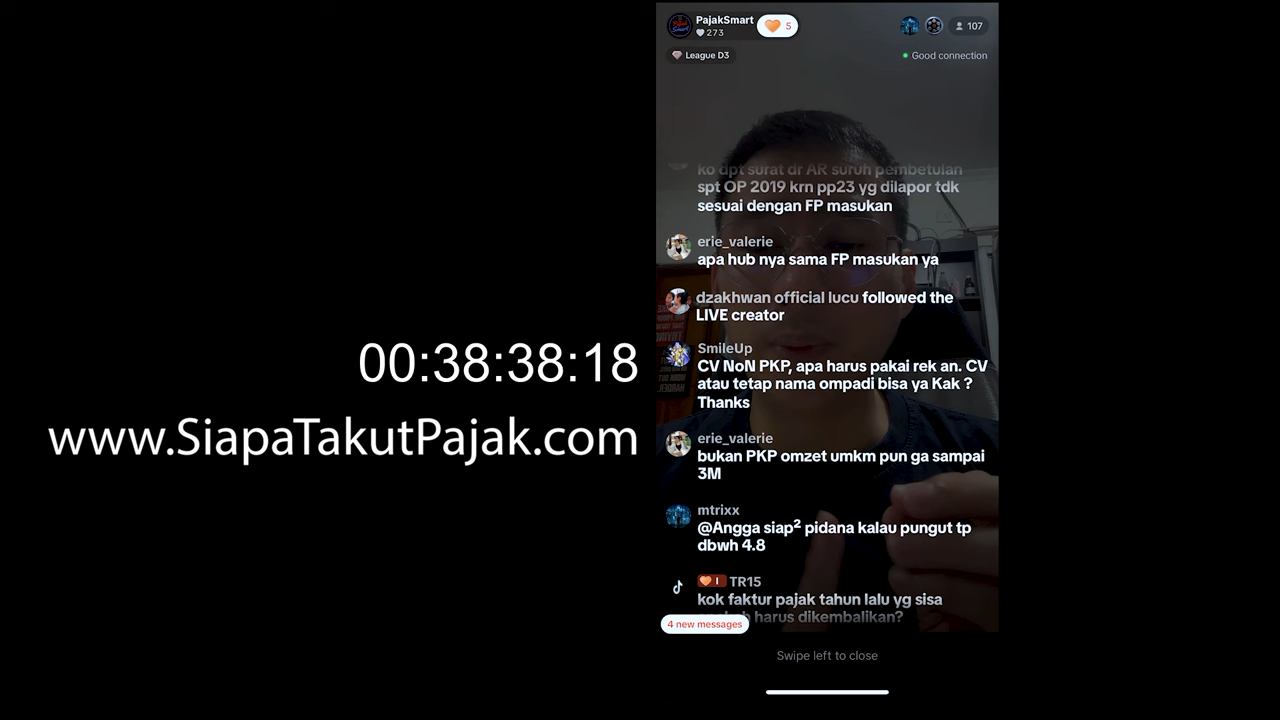 00:38:38:18
www.SiapaTakutPajak.com
PajakSmart
273
5
107
League D3
Good connection
ko dpt surat dr AR suruh pembetulan
spt OP 2019 krn pp23 yg dilapor tdk
sesuai dengan FP masukan
erie_valerie
apa hub nya sama FP masukan ya
dzakhwan official lucu followed the
LIVE creator
SmileUp
CV NoN PKP, apa harus pakai rek an. CV
atau tetap nama ompadi bisa ya Kak ?
Thanks
erie_valerie
bukan PKP omzet umkm pun ga sampai
3M
mtrixx
@Angga siap² pidana kalau pungut tp
dbwh 4.8
I TR15
kok faktur pajak tahun lalu yg sisa
harus dikembalikan?
4 new messages
Swipe left to close